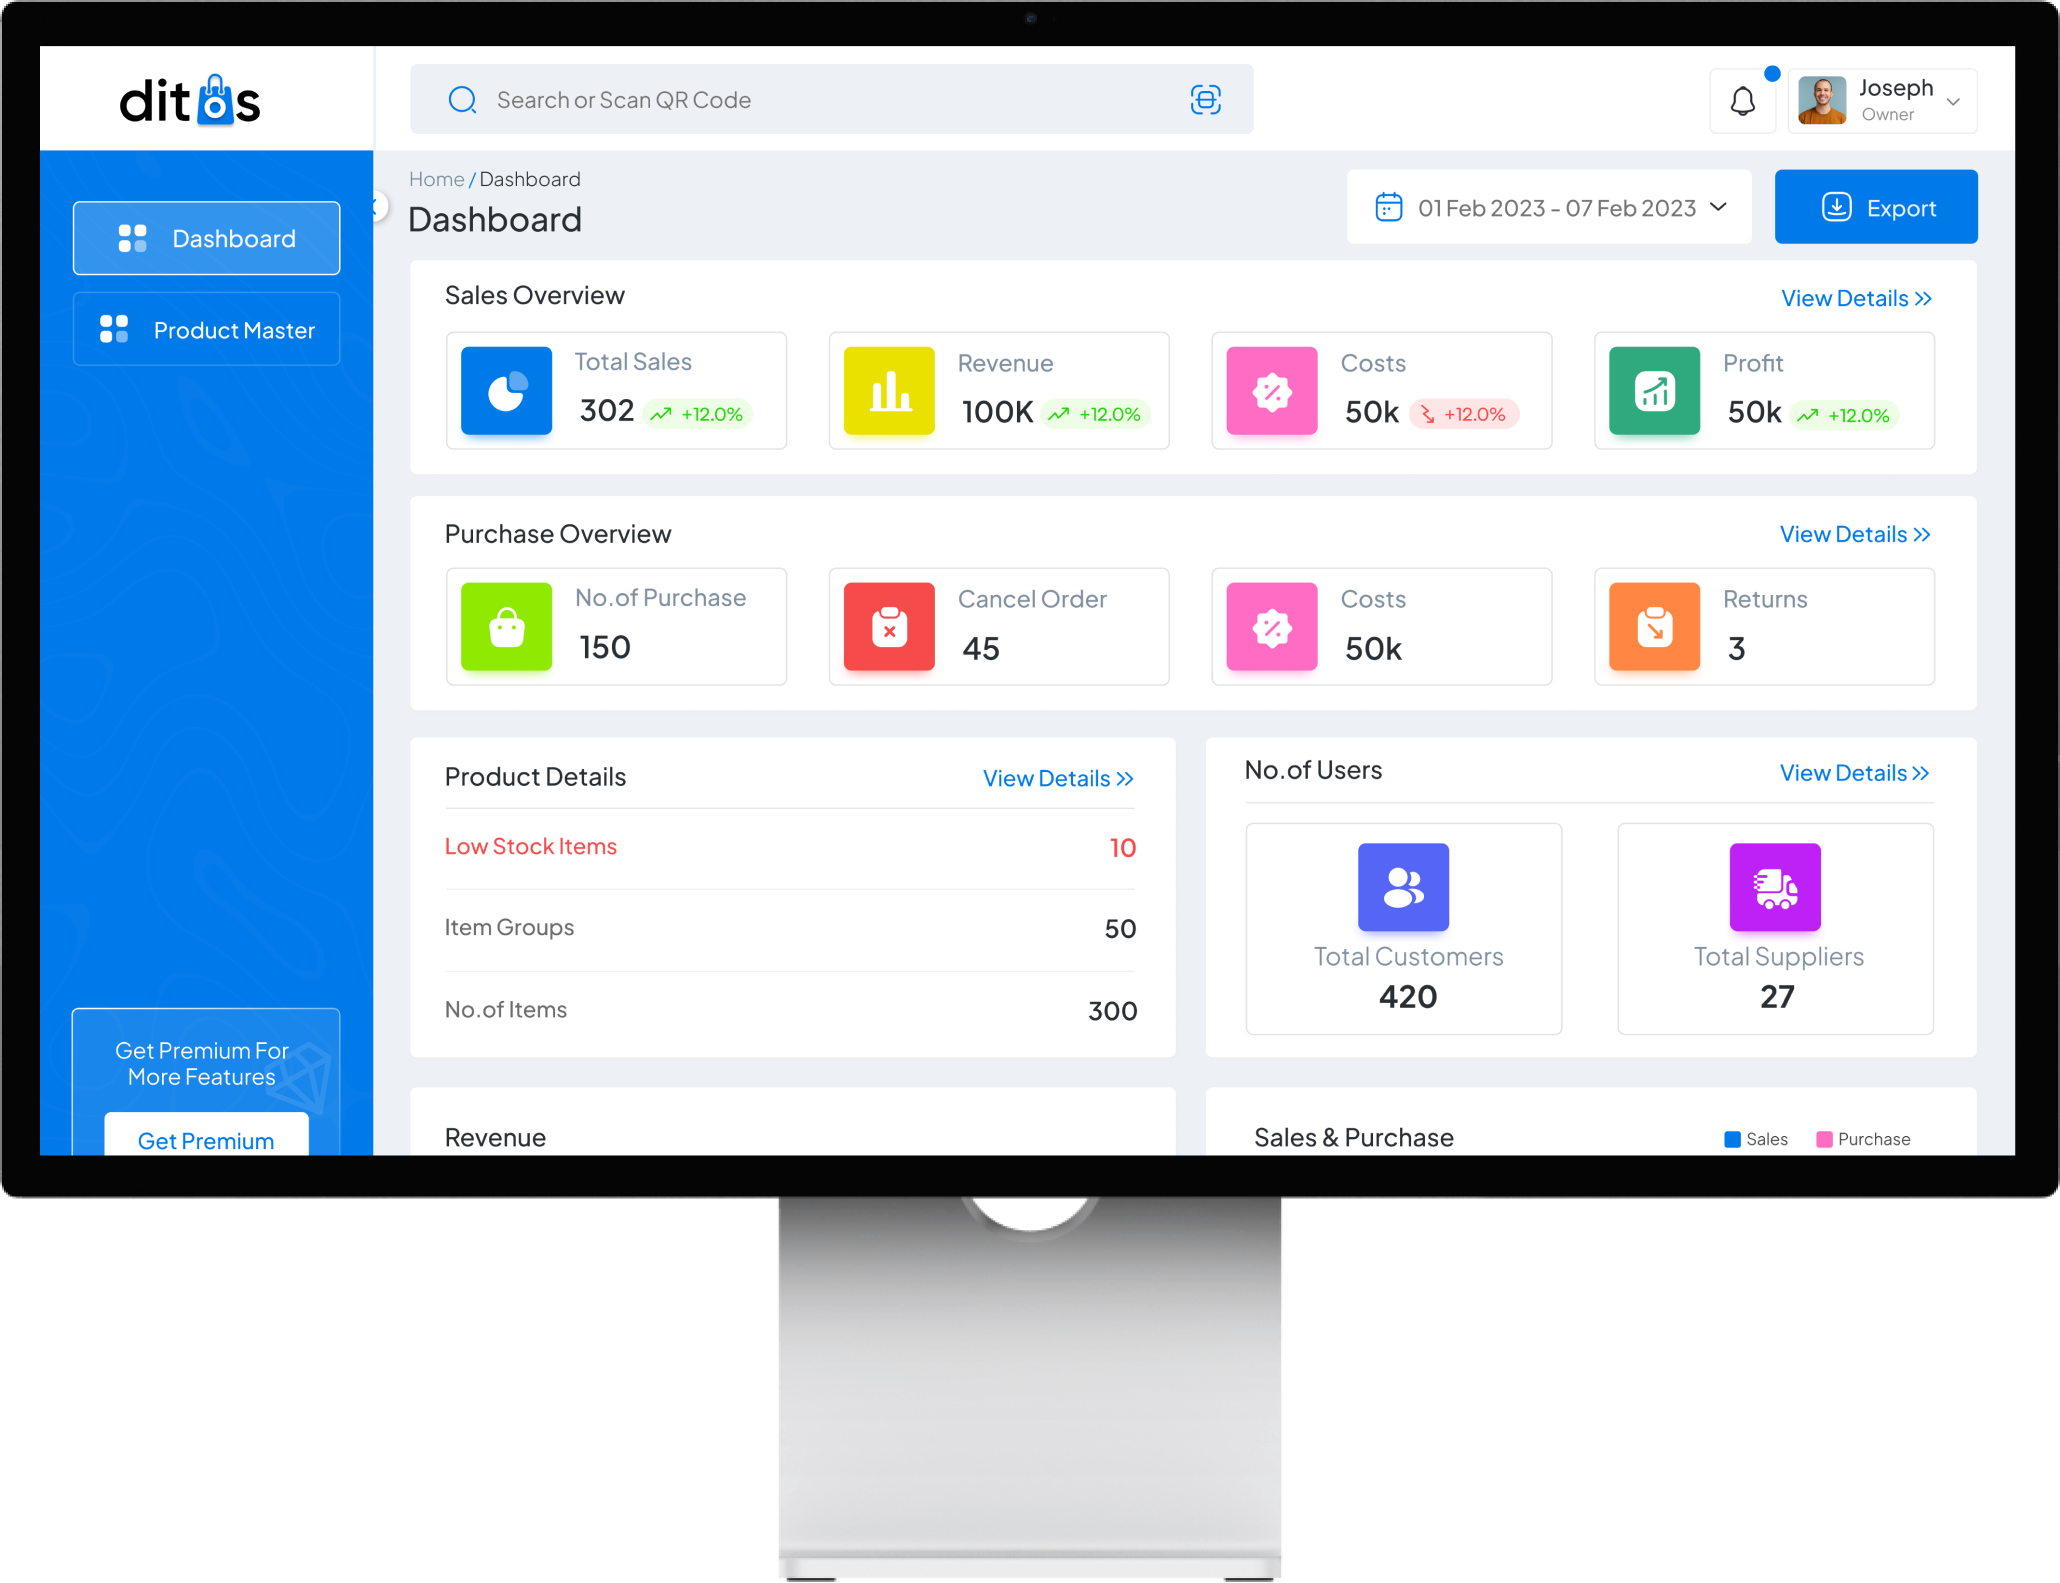 ditos
Search or Scan QR Code
Joseph
Owner
Dashboard
Product Master
Get Premium For
More Features
Get Premium
Home / Dashboard
Dashboard
01 Feb 2023 - 07 Feb 2023
Export
Sales Overview
View Details >>
Total Sales
302 +12.0%
Revenue
100K +12.0%
Costs
50k +12.0%
Profit
50k +12.0%
Purchase Overview
View Details >>
No.of Purchase
150
Cancel Order
45
Costs
50k
Returns
3
Product Details
View Details >>
Low Stock Items 10
Item Groups 50
No.of Items 300
No.of Users
View Details >>
Total Customers
420
Total Suppliers
27
Revenue
Sales & Purchase
Sales Purchase